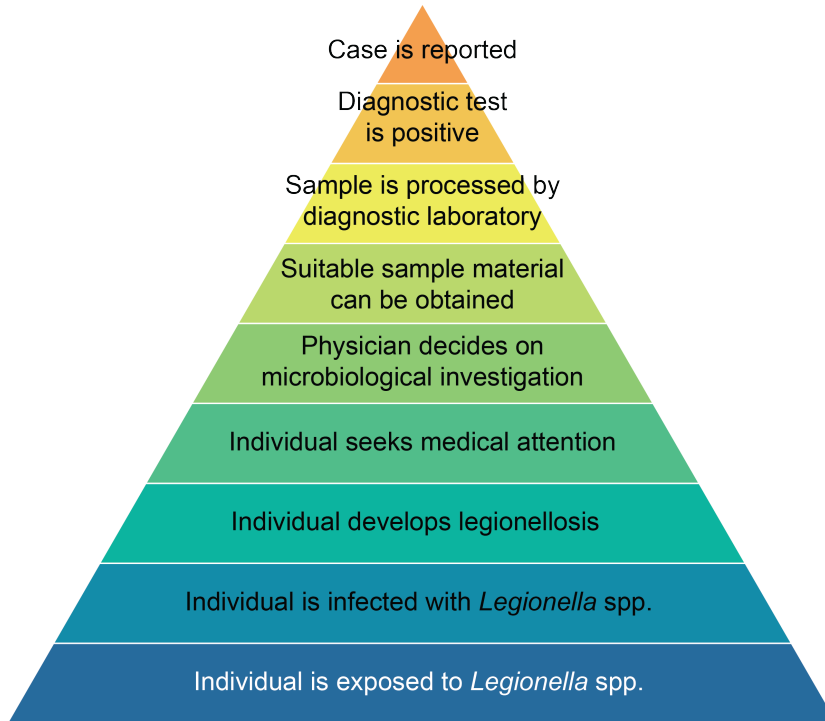 Case is reported
Diagnostic test
is positive
Sample is processed by
diagnostic laboratory
Suitable sample material
can be obtained
Physician decides on
microbiological investigation
Individual seeks medical attention
Individual develops legionellosis
Individual is infected with Legionella spp.
Individual is exposed to Legionella spp.